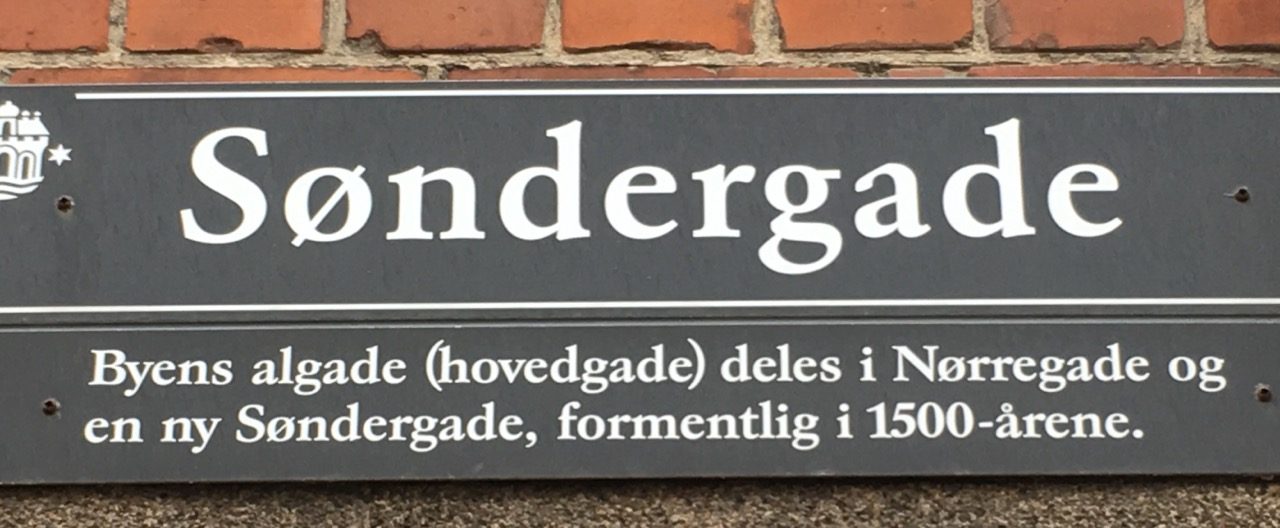 Søndergade
Byens algade (hovedgade) deles i Nørregade og
en ny Søndergade, formentlig i 1500-årene.